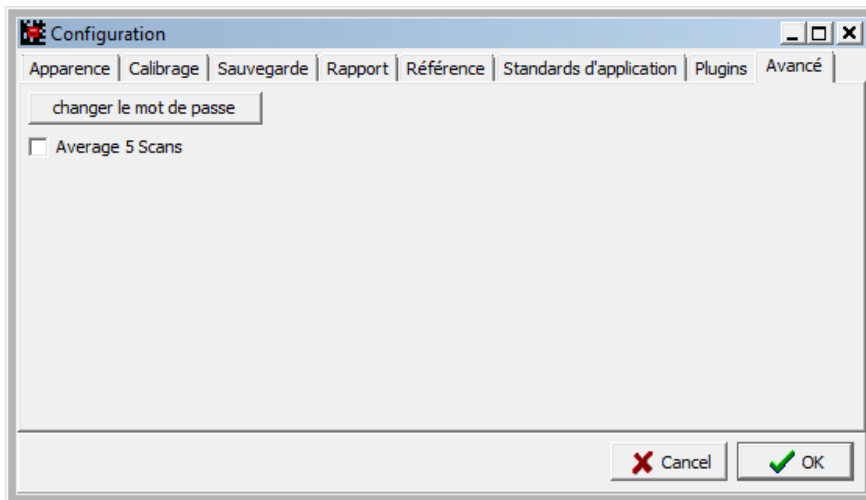 Configuration
Apparence Calibrage Sauvegarde Rapport Référence Standards d'application Plugins Avancé
changer le mot de passe
Average 5 Scans
Cancel OK